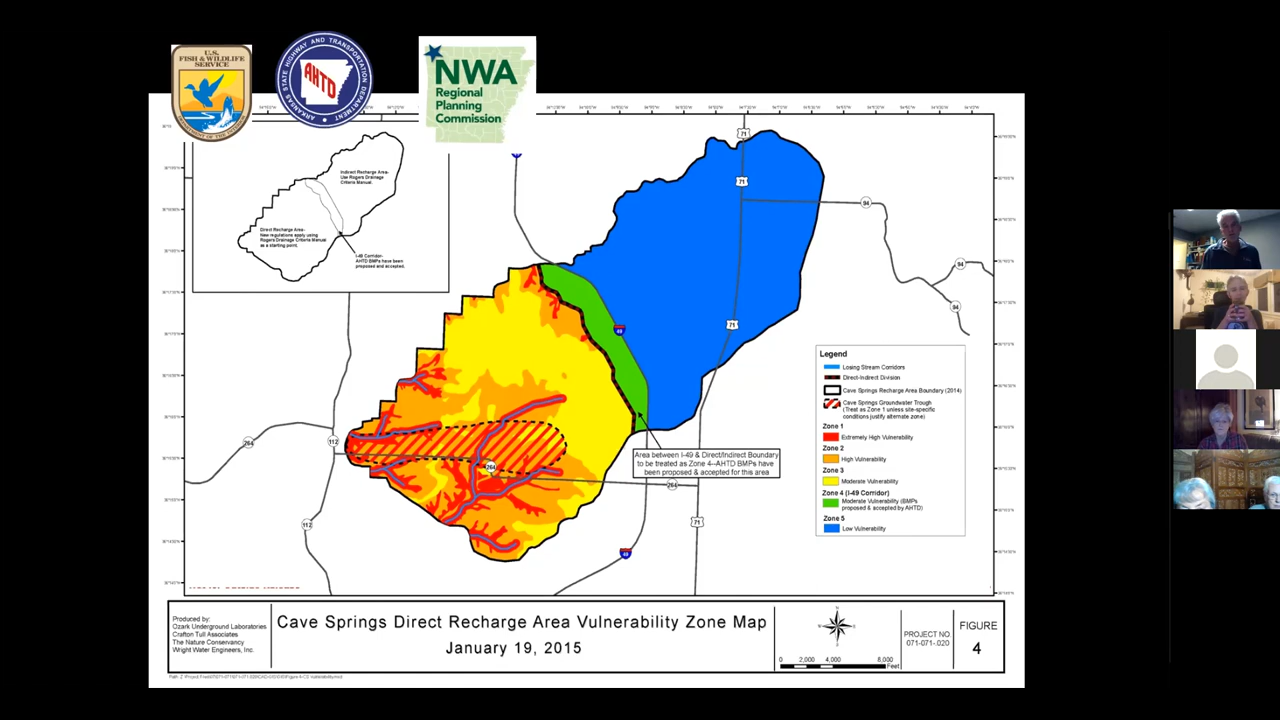 U.S.
FISH & WILDLIFE
SERVICE
DEPARTMENT OF THE INTERIOR
ARKANSAS STATE HIGHWAY AND TRANSPORTATION DEPARTMENT
AHTD
NWA
Regional
Planning
Commission
Indirect Recharge Area-
Use Rogers Drainage
Criteria Manual.
Direct Recharge Area-
New regulations apply using
Rogers Drainage Criteria Manual
as a starting point.
I-49 Corridor-
AHTD BMPs have been
proposed and accepted.
71
71
94
94
94
71
49
264
112
264
264
112
71
49
Area between I-49 & Direct/Indirect Boundary
to be treated as Zone 4--AHTD BMPs have
been proposed & accepted for this area
Legend
Losing Stream Corridors
Direct-Indirect Division
Cave Springs Recharge Area Boundary (2014)
Cave Springs Groundwater Trough
(Treat as Zone 1 unless site-specific
conditions justify alternate zone)
Zone 1
Extremely High Vulnerability
Zone 2
High Vulnerability
Zone 3
Moderate Vulnerability
Zone 4 (I-49 Corridor)
Moderate Vulnerability (BMPs
proposed & accepted by AHTD)
Zone 5
Low Vulnerability
Produced by:
Ozark Underground Laboratories
Crafton Tull Associates
The Nature Conservancy
Wright Water Engineers, Inc.
Cave Springs Direct Recharge Area Vulnerability Zone Map
January 19, 2015
N
W
E
S
0 2,000 4,000 8,000
Feet
PROJECT NO.
071-071-.020
FIGURE
4